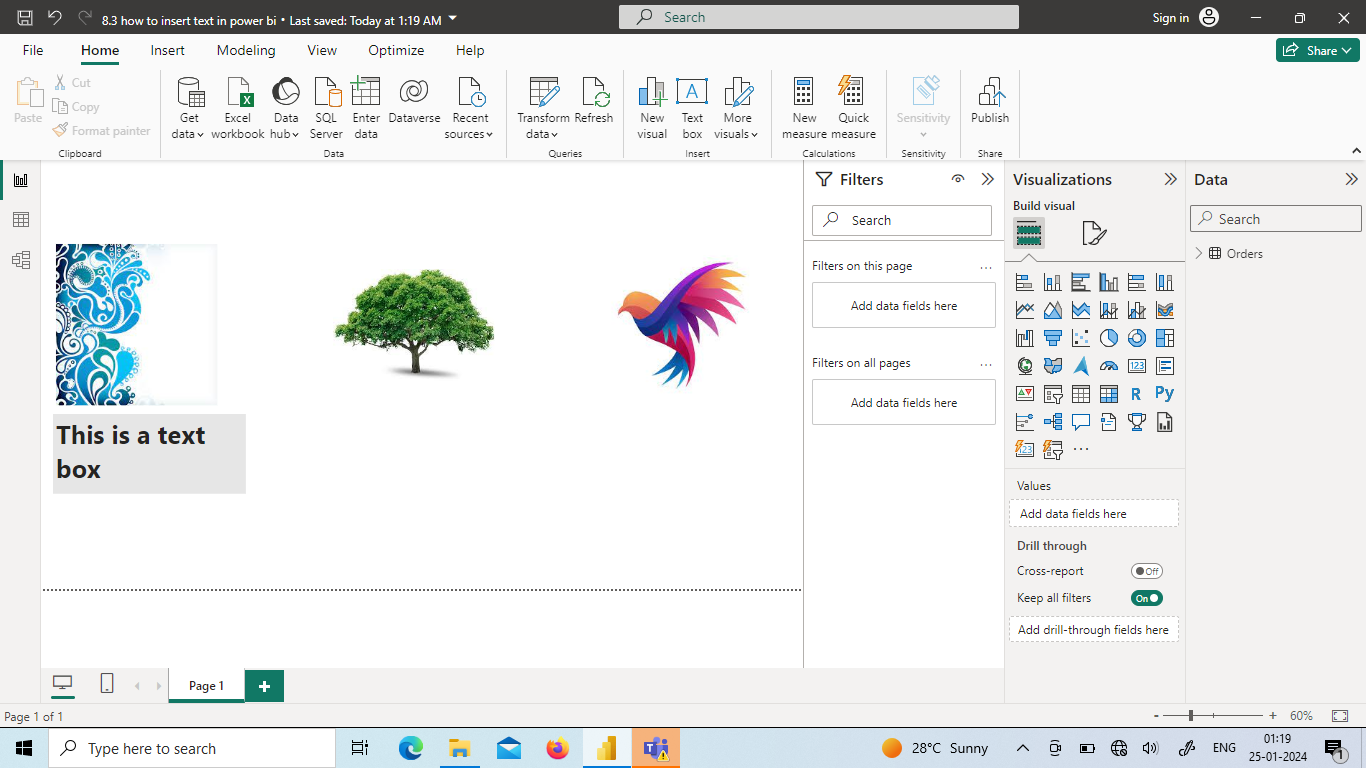 8.3 how to insert text in power bi • Last saved: Today at 1:19 AM
Search
Sign in
File
Home
Insert
Modeling
View
Optimize
Help
Share
Paste
Cut
Copy
Format painter
Clipboard
Get
data
Excel
workbook
Data
hub
SQL
Server
Enter
data
Dataverse
Recent
sources
Data
Transform
data
Refresh
Queries
New
visual
Text
box
More
visuals
Insert
New
measure
Quick
measure
Calculations
Sensitivity
Sensitivity
Publish
Share
This is a text
box
Filters
Search
Filters on this page
...
Add data fields here
Filters on all pages
...
Add data fields here
Visualizations
Build visual
123
R
Py
123
...
Values
Add data fields here
Drill through
Cross-report
Off
Keep all filters
On
Add drill-through fields here
Data
Search
Orders
Page 1
+
Page 1 of 1
- + 60%
Type here to search
28°C Sunny
ENG
01:19
25-01-2024
1